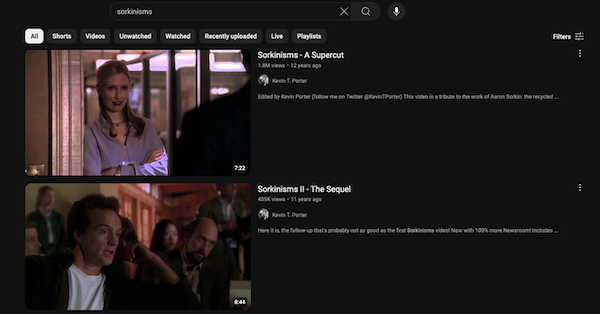 sorkinisms
All Shorts Videos Unwatched Watched Recently uploaded Live Playlists Filters
Sorkinisms - A Supercut
1.8M views • 12 years ago
Kevin T. Porter
Edited by Kevin Porter (follow me on Twitter @KevinTPorter) This video is a tribute to the work of Aaron Sorkin: the recycled ...
7:22
Sorkinisms II - The Sequel
405K views • 11 years ago
Kevin T. Porter
Here it is, the follow-up that's probably not as good as the first Sorkinisms video! Now with 100% more Newsroom! Includes ...
8:44